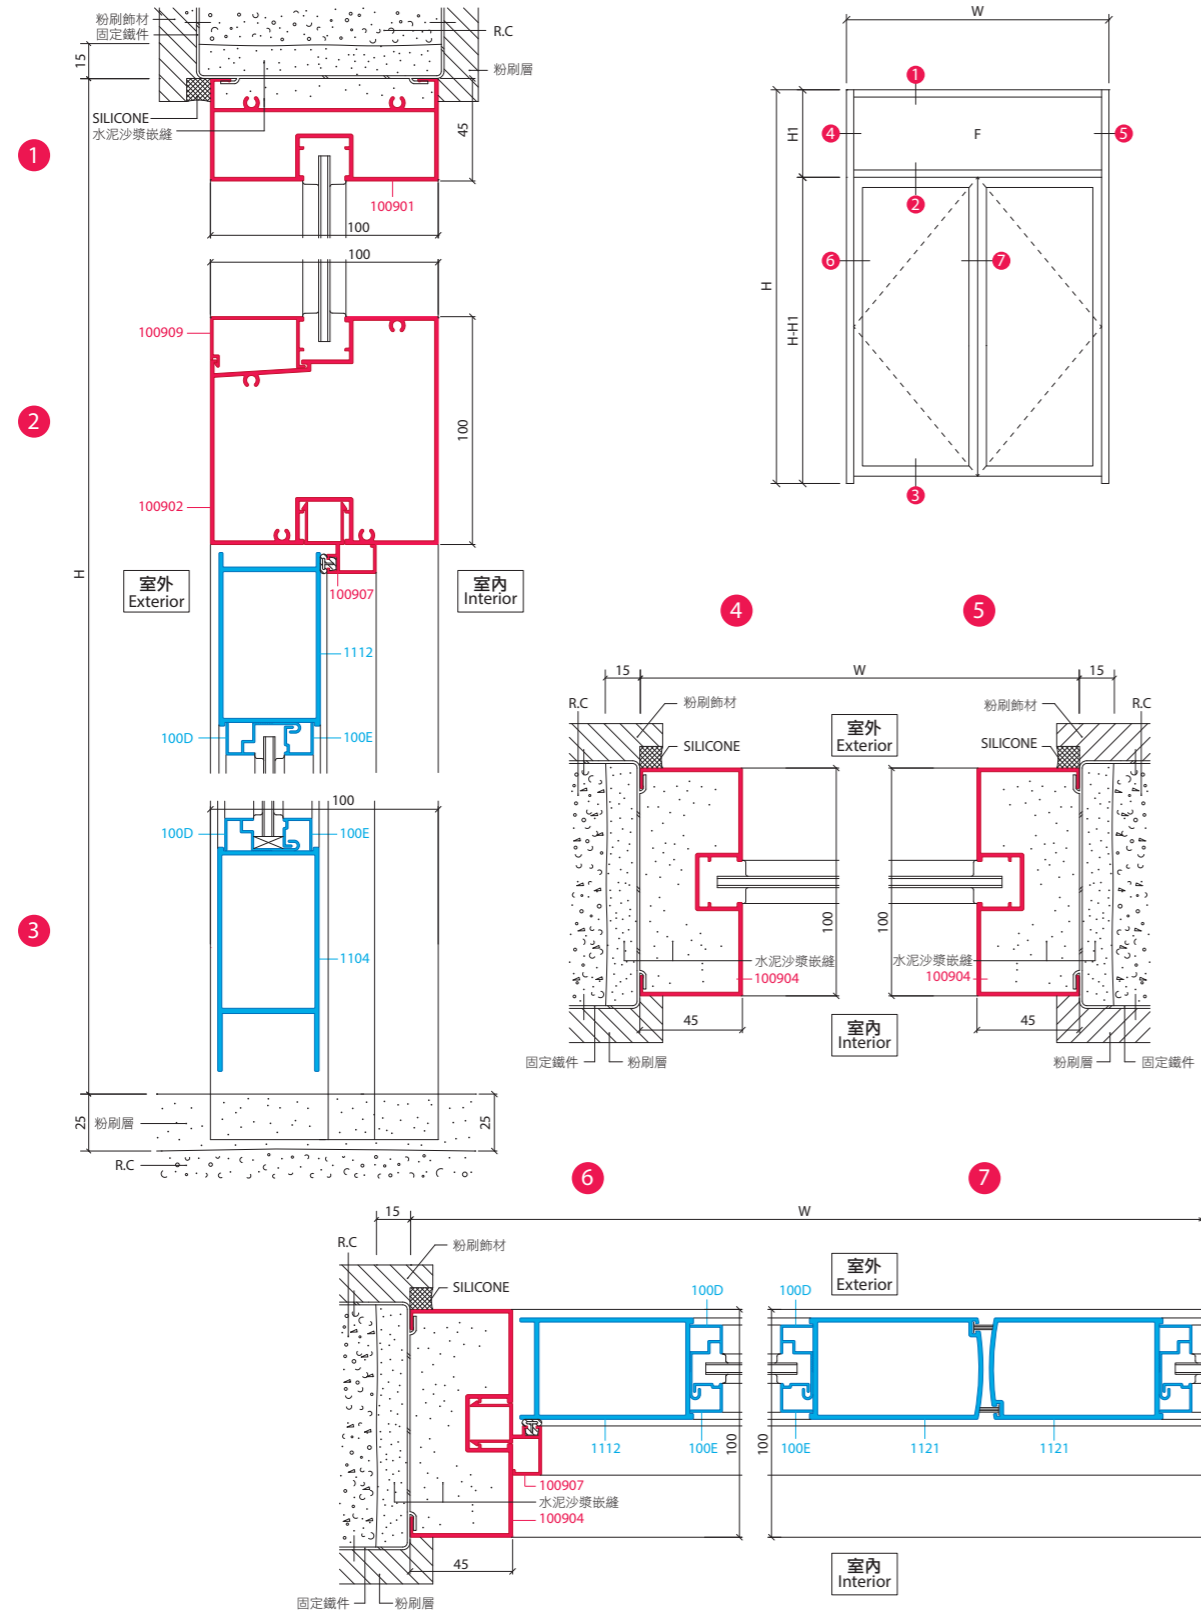 粉刷飾材
固定鐵件
R.C
15
粉刷層
SILICONE
水泥沙漿嵌縫
45
1
100901
100
100
100909
2
100
100902
H
室外
Exterior
室內
Interior
100907
1112
100D
100E
100
100D
100E
3
1104
25
粉刷層
25
R.C
W
1
4
F
5
H1
2
6
7
H
H-H1
3
4
5
15
W
15
R.C
粉刷飾材
粉刷飾材
R.C
室外
Exterior
SILICONE
SILICONE
100
100
水泥沙漿嵌縫
水泥沙漿嵌縫
100904
100904
45
45
室內
Interior
固定鐵件
粉刷層
粉刷層
固定鐵件
6
7
15
W
R.C
粉刷飾材
室外
Exterior
SILICONE
100D
100D
1112
100E
100
100
100E
1121
1121
100907
水泥沙漿嵌縫
100904
45
室內
Interior
固定鐵件
粉刷層